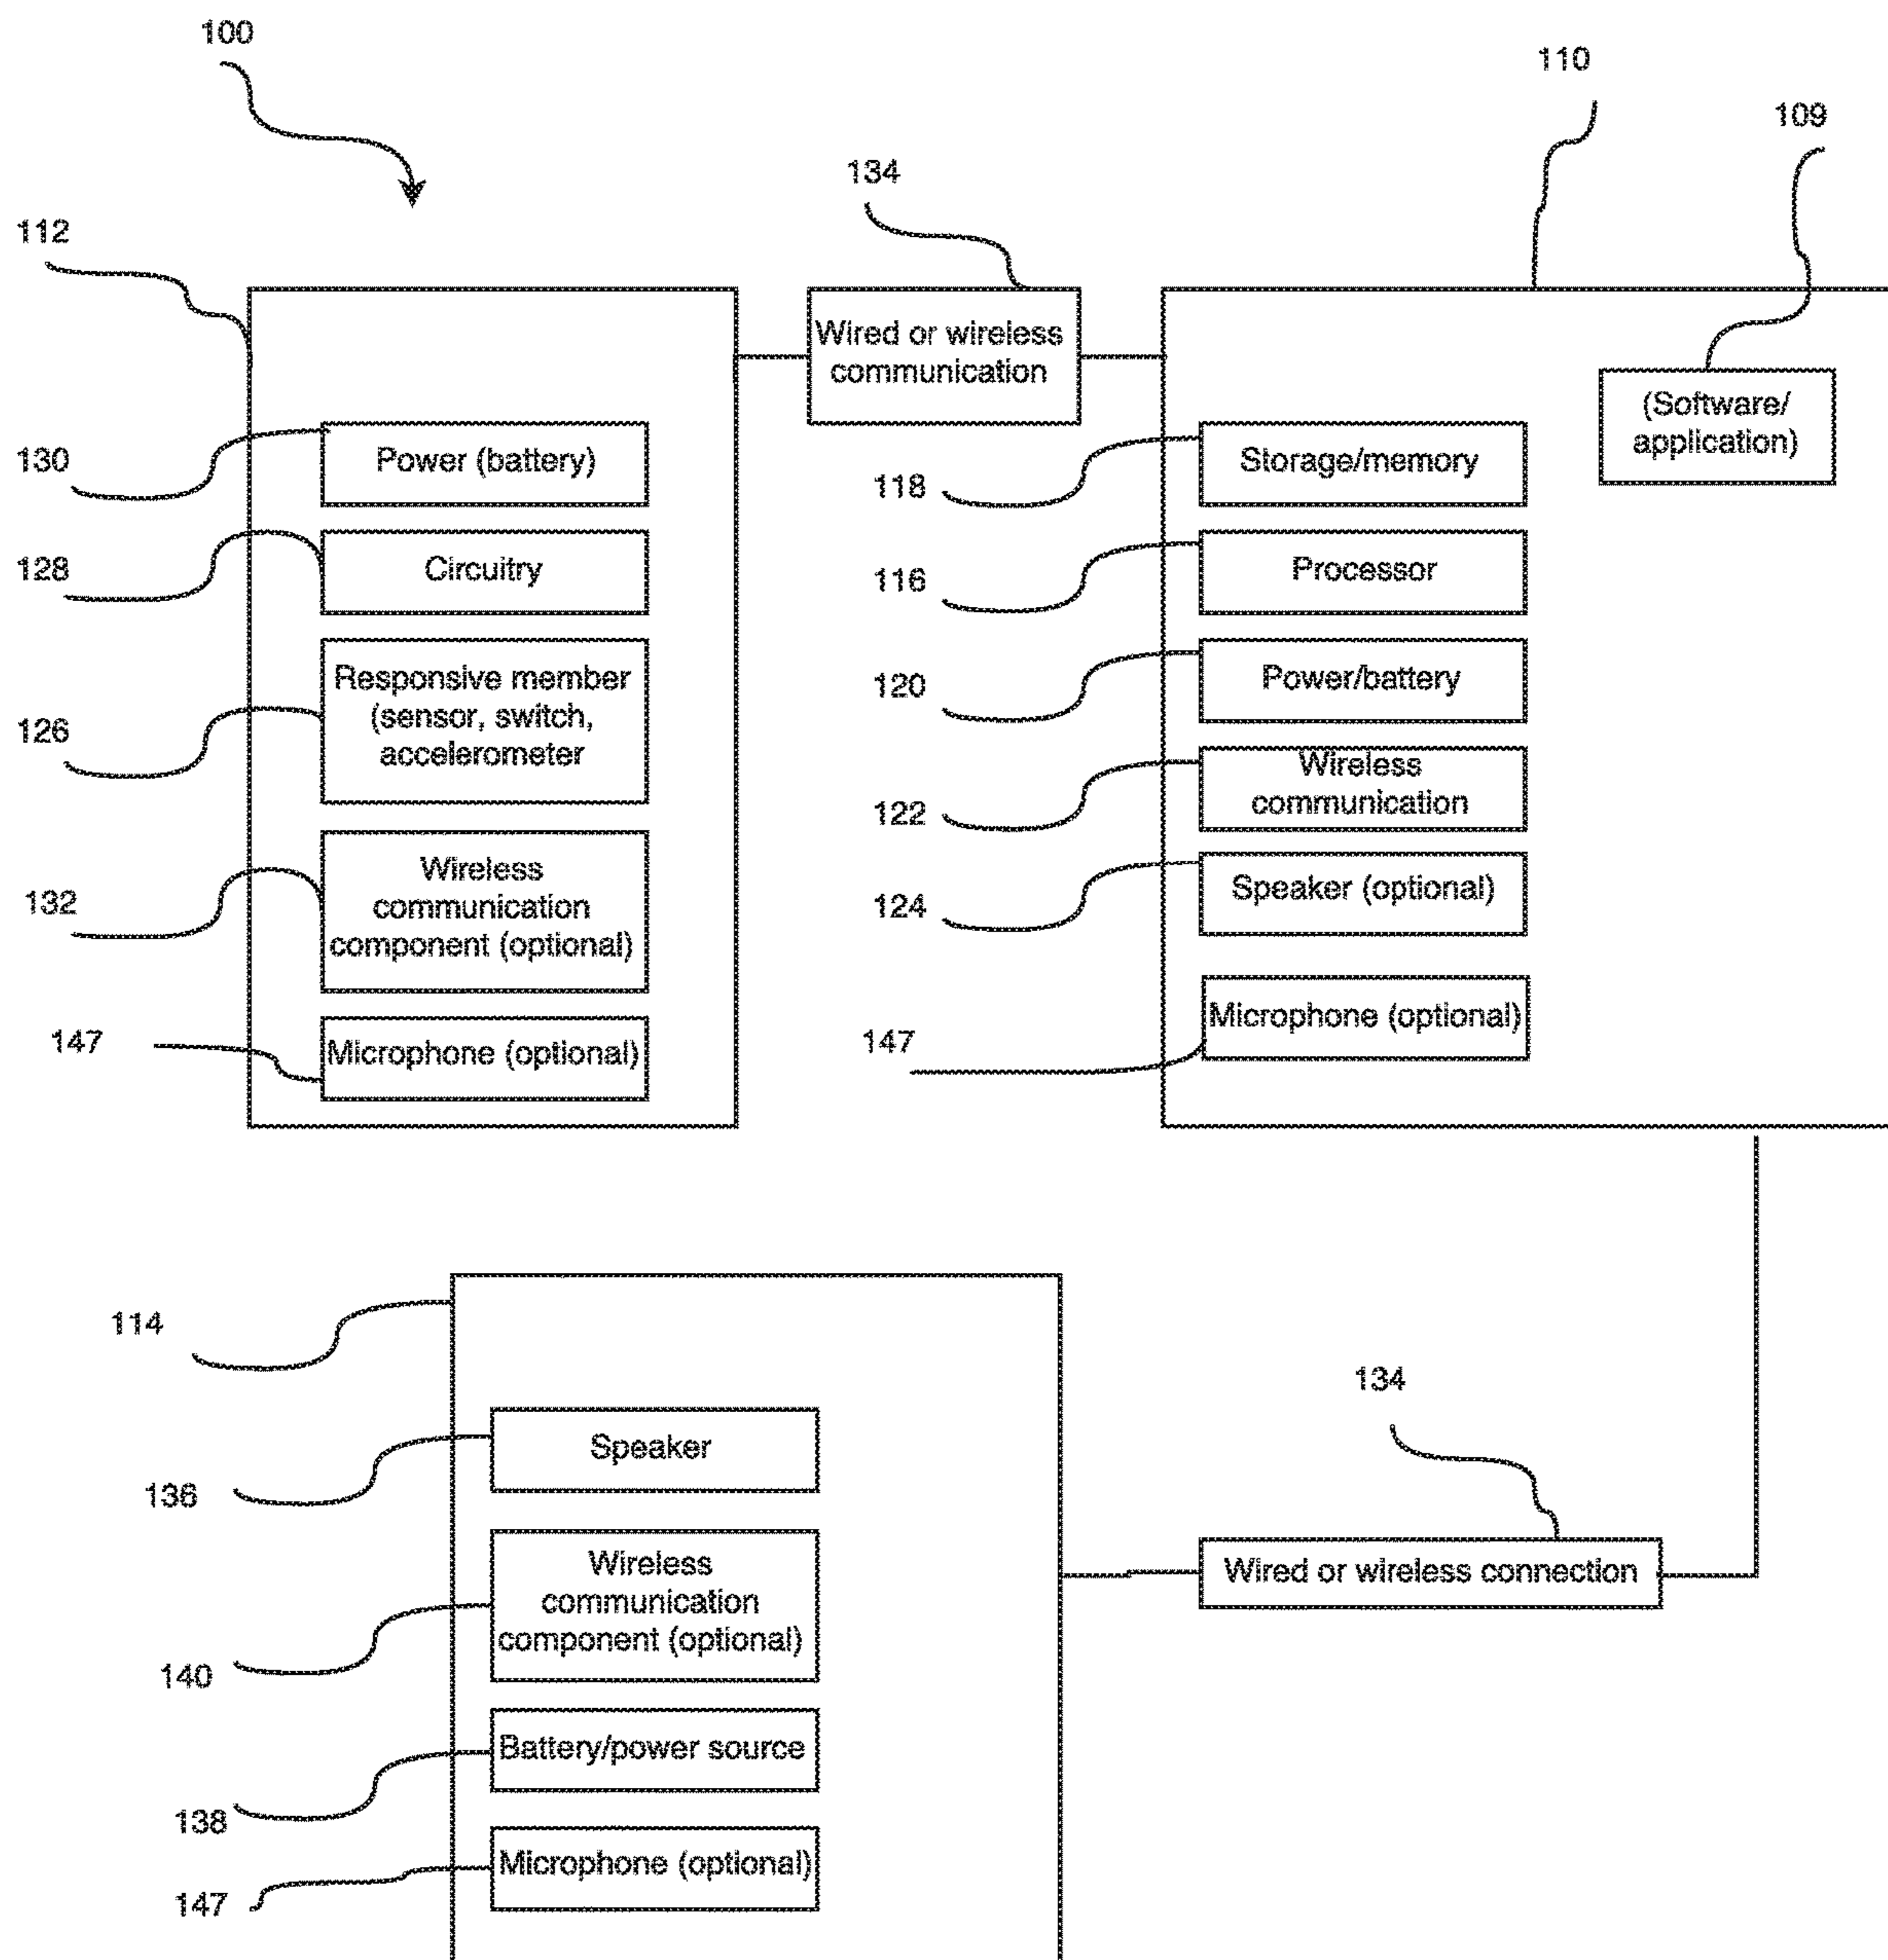 100
110
109
134
112
Wired or wireless
communication
(Software/
application)
130
Power (battery)
118
Storage/memory
128
Circuitry
116
Processor
126
Responsive member
(sensor, switch,
accelerometer
120
Power/battery
122
Wireless
communication
132
Wireless
communication
component (optional)
124
Speaker (optional)
147
Microphone (optional)
147
Microphone (optional)
114
134
136
Speaker
140
Wireless
communication
component (optional)
Wired or wireless connection
138
Battery/power source
147
Microphone (optional)